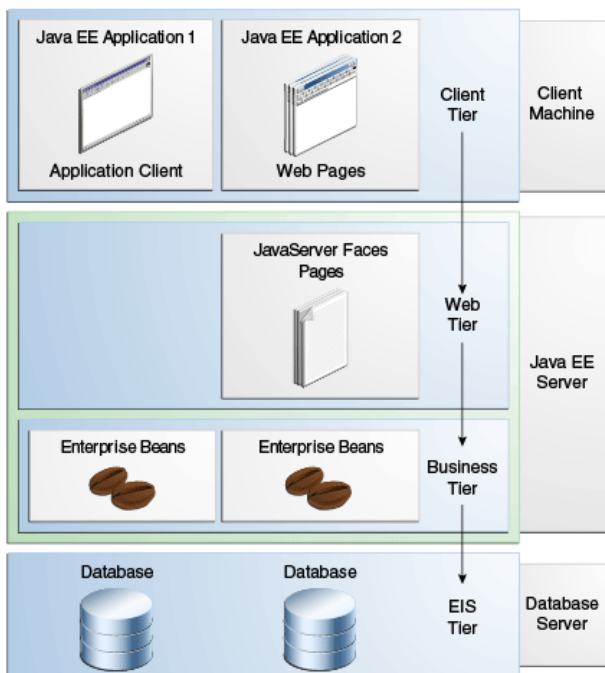 Java EE Application 1
Java EE Application 2
Application Client
Web Pages
Client
Tier
Client
Machine
JavaServer Faces
Pages
Web
Tier
Java EE
Server
Enterprise Beans
Enterprise Beans
Business
Tier
Database
Database
EIS
Tier
Database
Server